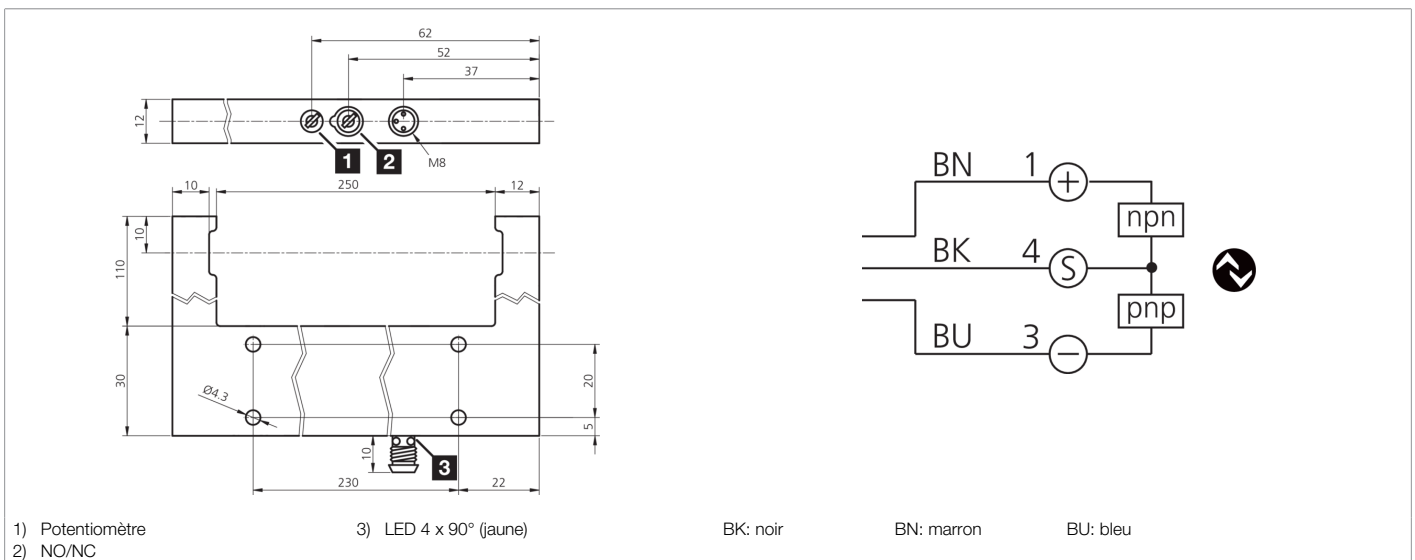 62
52
37
12
1
2
M8
10
250
12
10
110
30
Ø4.3
20
5
10
3
230
22
BN 1 +
npn
BK 4 S
pnp
BU 3 −
1) Potentiomètre 3) LED 4 x 90° (jaune) BK: noir BN: marron BU: bleu
2) NO/NC